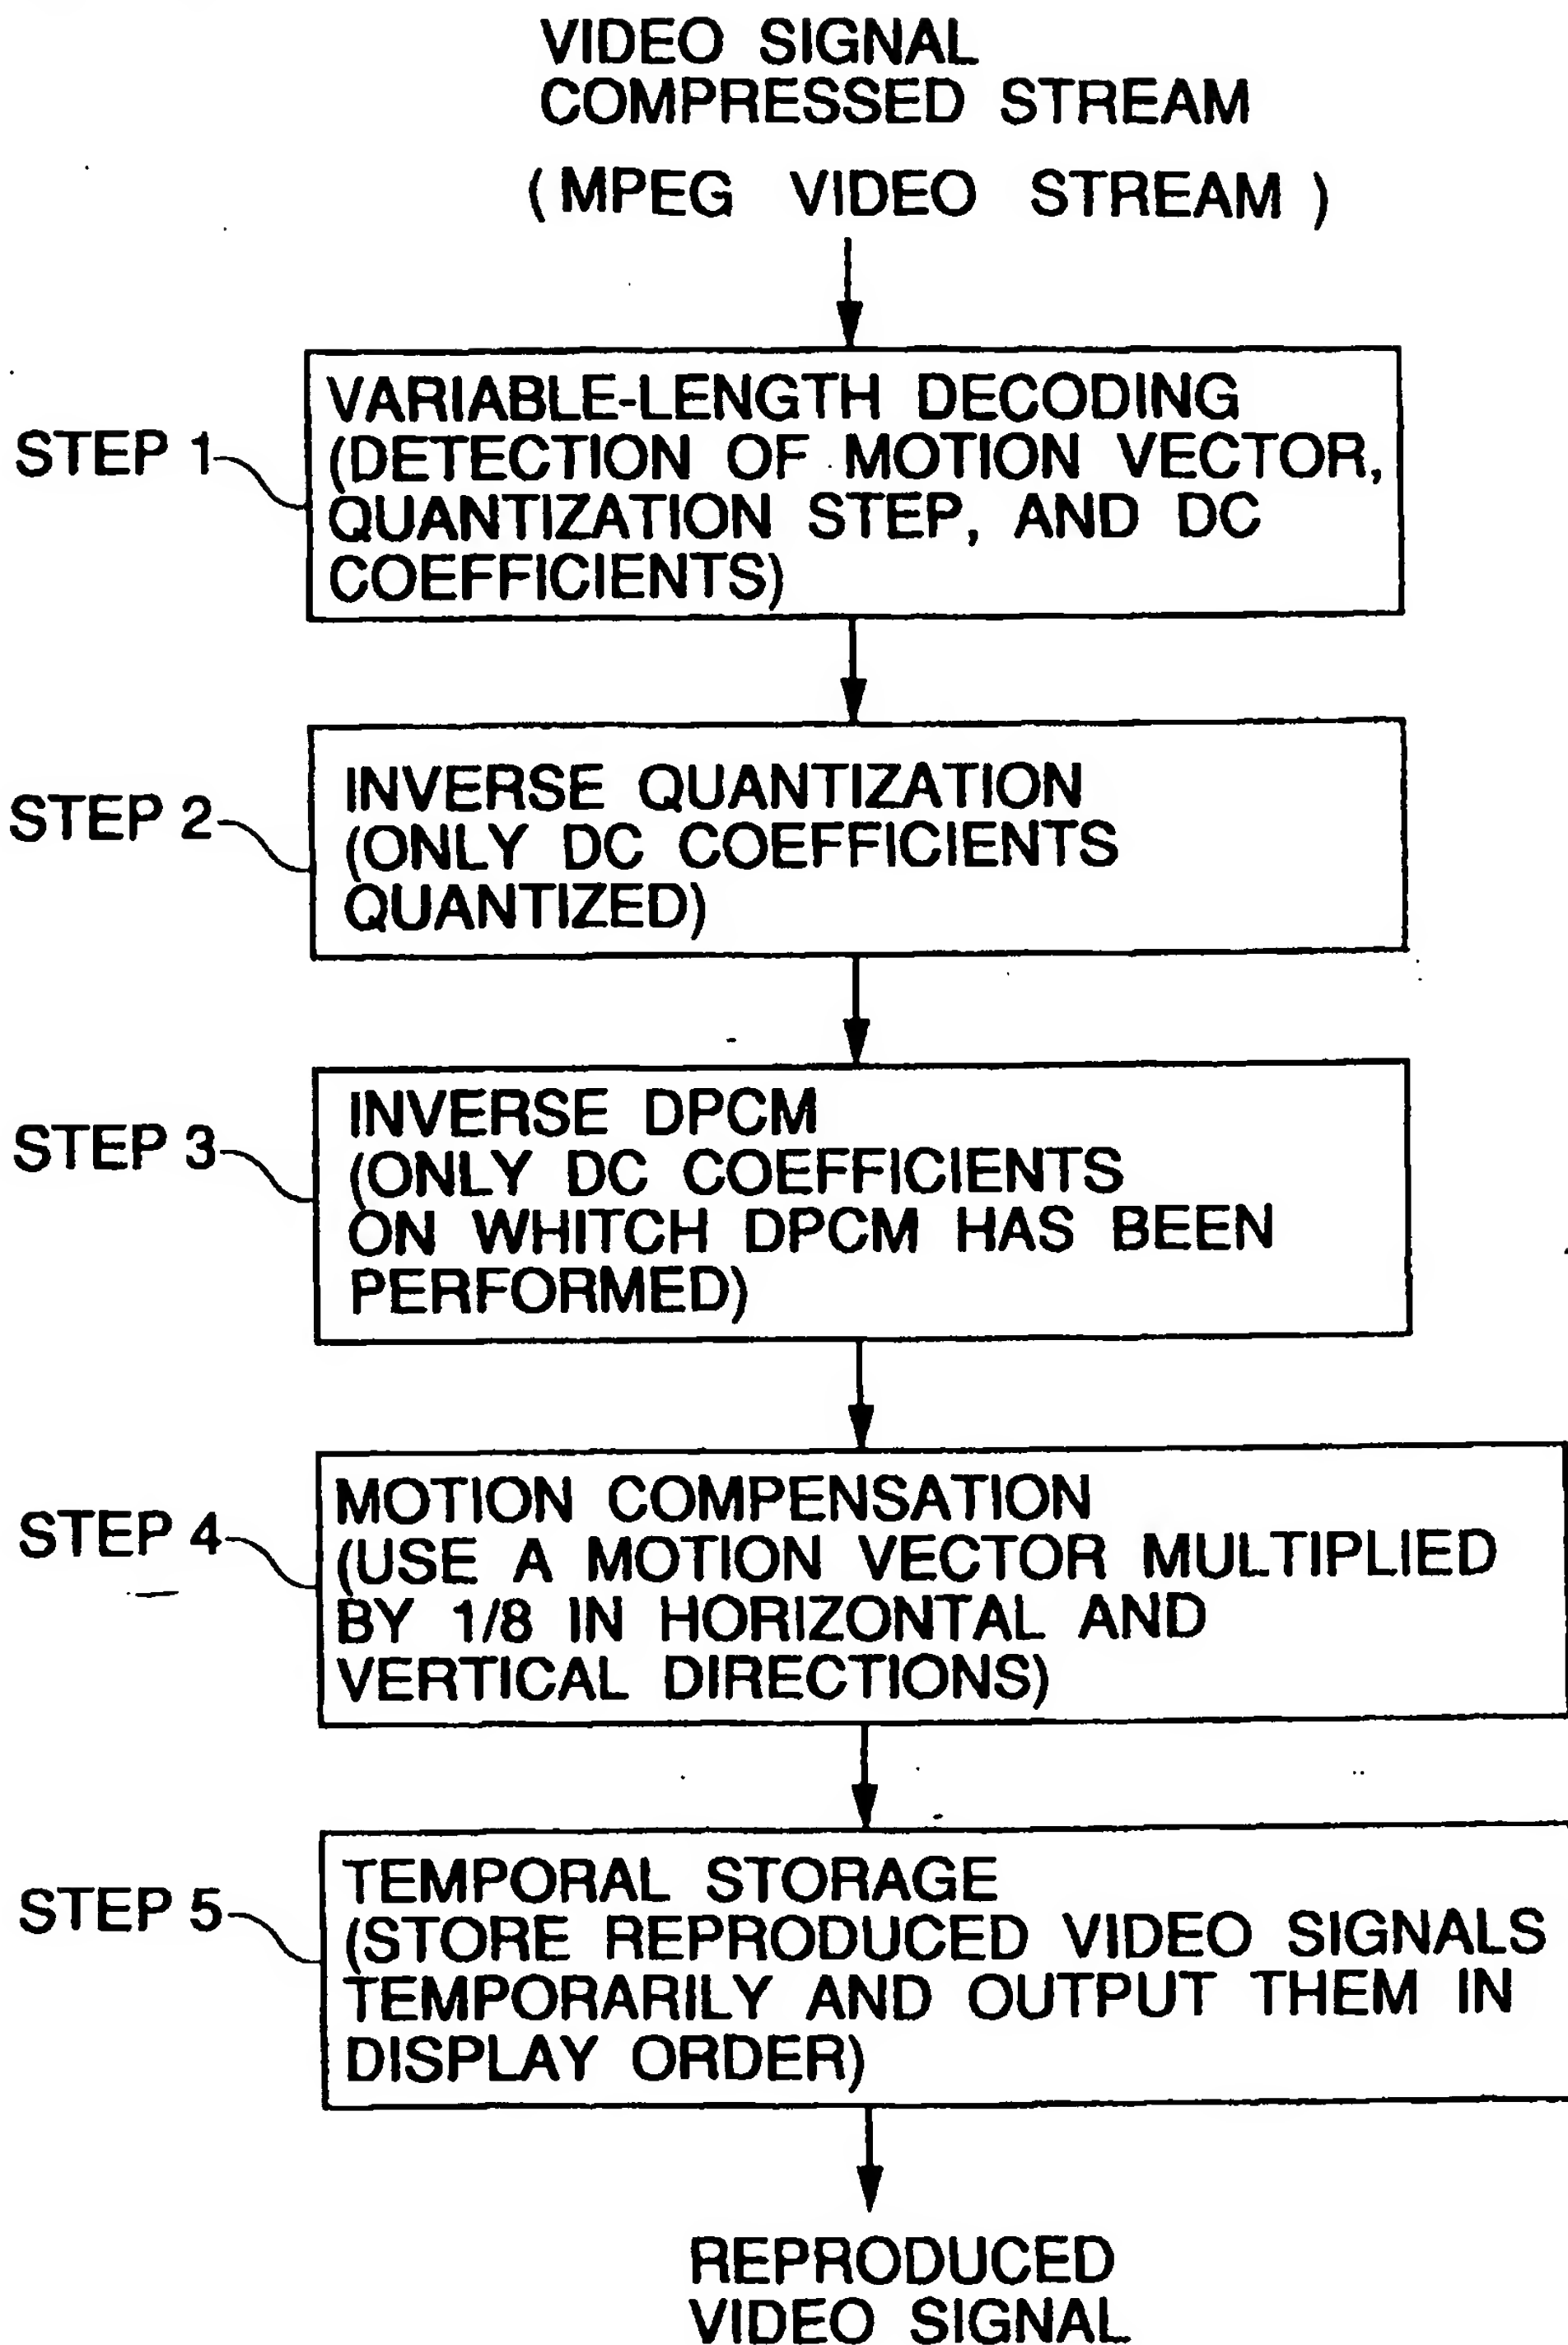 VIDEO SIGNAL
COMPRESSED STREAM
(MPEG VIDEO STREAM)
STEP 1
VARIABLE-LENGTH DECODING
(DETECTION OF MOTION VECTOR,
QUANTIZATION STEP, AND DC
COEFFICIENTS)
STEP 2
INVERSE QUANTIZATION
(ONLY DC COEFFICIENTS
QUANTIZED)
STEP 3
INVERSE DPCM
(ONLY DC COEFFICIENTS
ON WHITCH DPCM HAS BEEN
PERFORMED)
STEP 4
MOTION COMPENSATION
(USE A MOTION VECTOR MULTIPLIED
BY 1/8 IN HORIZONTAL AND
VERTICAL DIRECTIONS)
STEP 5
TEMPORAL STORAGE
(STORE REPRODUCED VIDEO SIGNALS
TEMPORARILY AND OUTPUT THEM IN
DISPLAY ORDER)
REPRODUCED
VIDEO SIGNAL